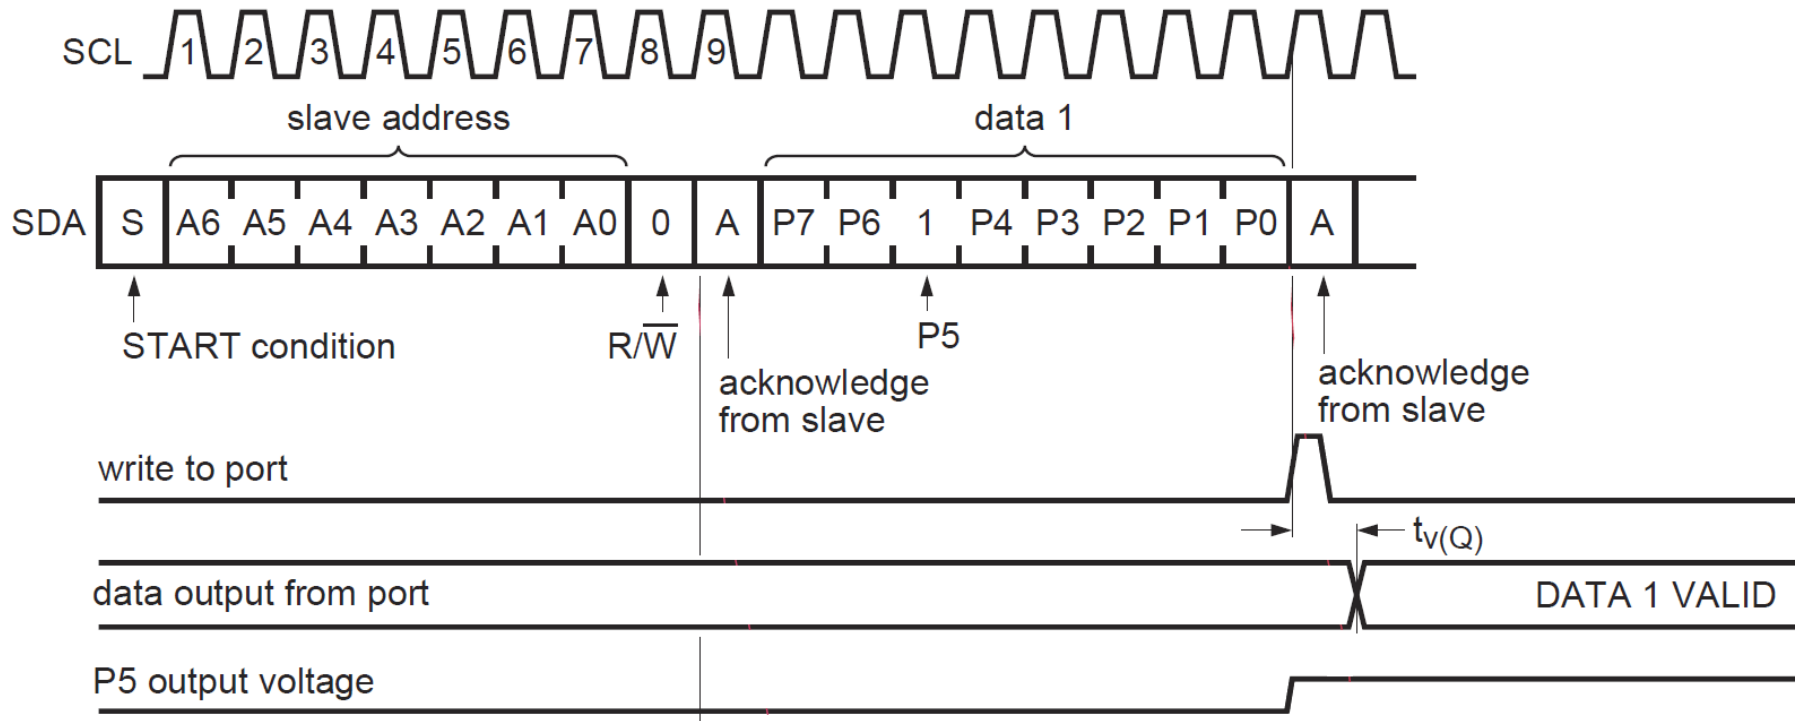 SCL 1 2 3 4 5 6 7 8 9
slave address data 1
SDA S A6 A5 A4 A3 A2 A1 A0 0 A P7 P6 1 P4 P3 P2 P1 P0 A
START condition R/W̅ P5
acknowledge
from slave
acknowledge
from slave
write to port
tv(Q)
data output from port DATA 1 VALID
P5 output voltage